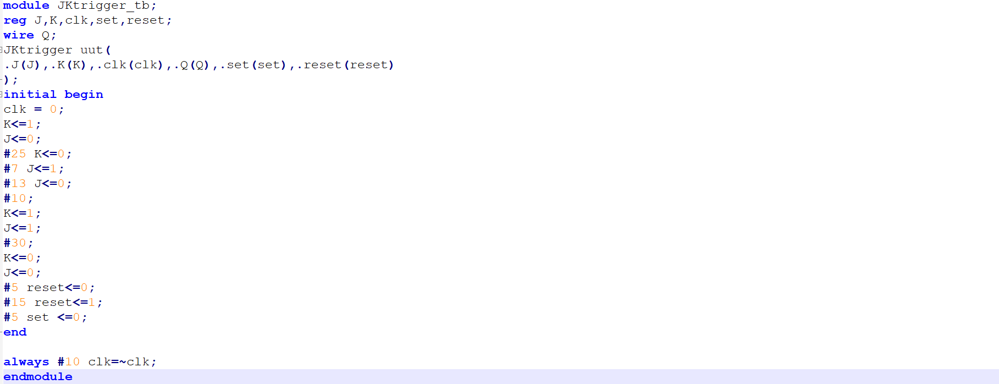 module JKtrigger_tb;
reg J,K,clk,set,reset;
wire Q;
JKtrigger uut(
.J(J),.K(K),.clk(clk),.Q(Q),.set(set),.reset(reset)
);
initial begin
clk = 0;
K<=1;
J<=0;
#25 K<=0;
#7 J<=1;
#13 J<=0;
#10;
K<=1;
J<=1;
#30;
K<=0;
J<=0;
#5 reset<=0;
#15 reset<=1;
#5 set <=0;
end
always #10 clk=~clk;
endmodule